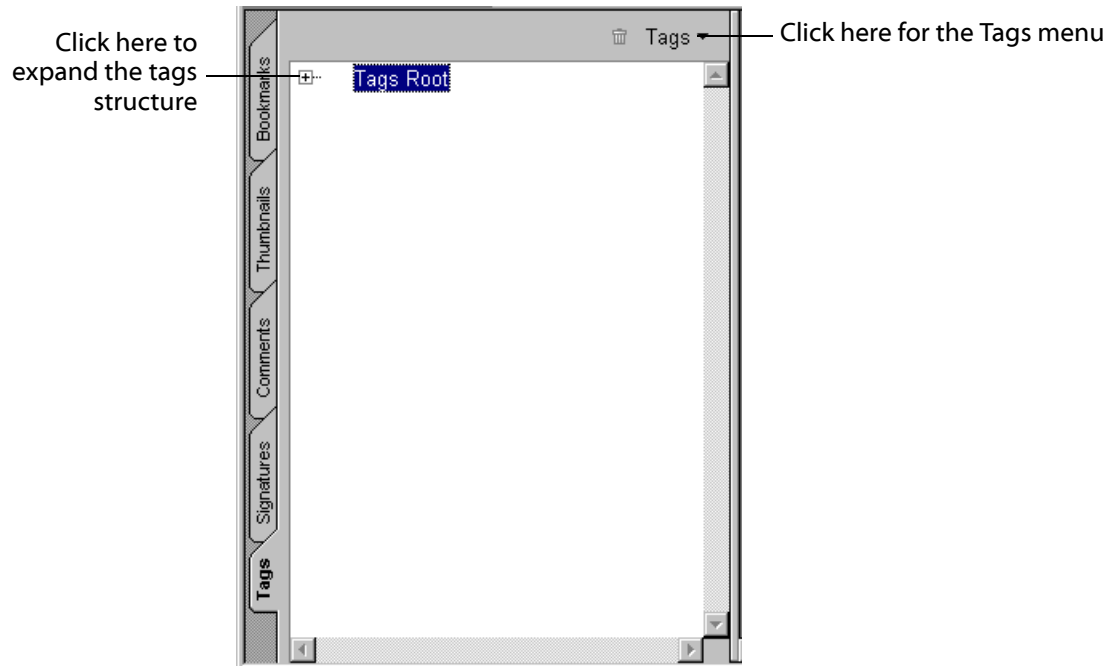 Click here to
expand the tags
structure
Tags
Click here for the Tags menu
Tags Root
Bookmarks
Thumbnails
Comments
Signatures
Tags